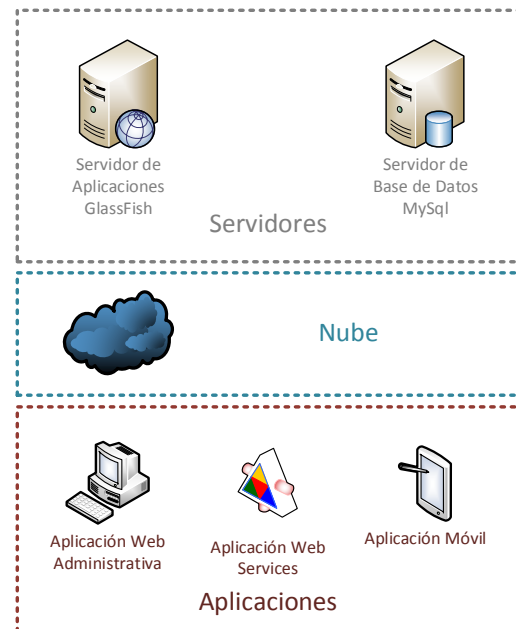 Servidor de
Aplicaciones
GlassFish
Servidor de
Base de Datos
MySql
Servidores
Nube
Aplicación Web
Administrativa
Aplicación Web
Services
Aplicación Móvil
Aplicaciones